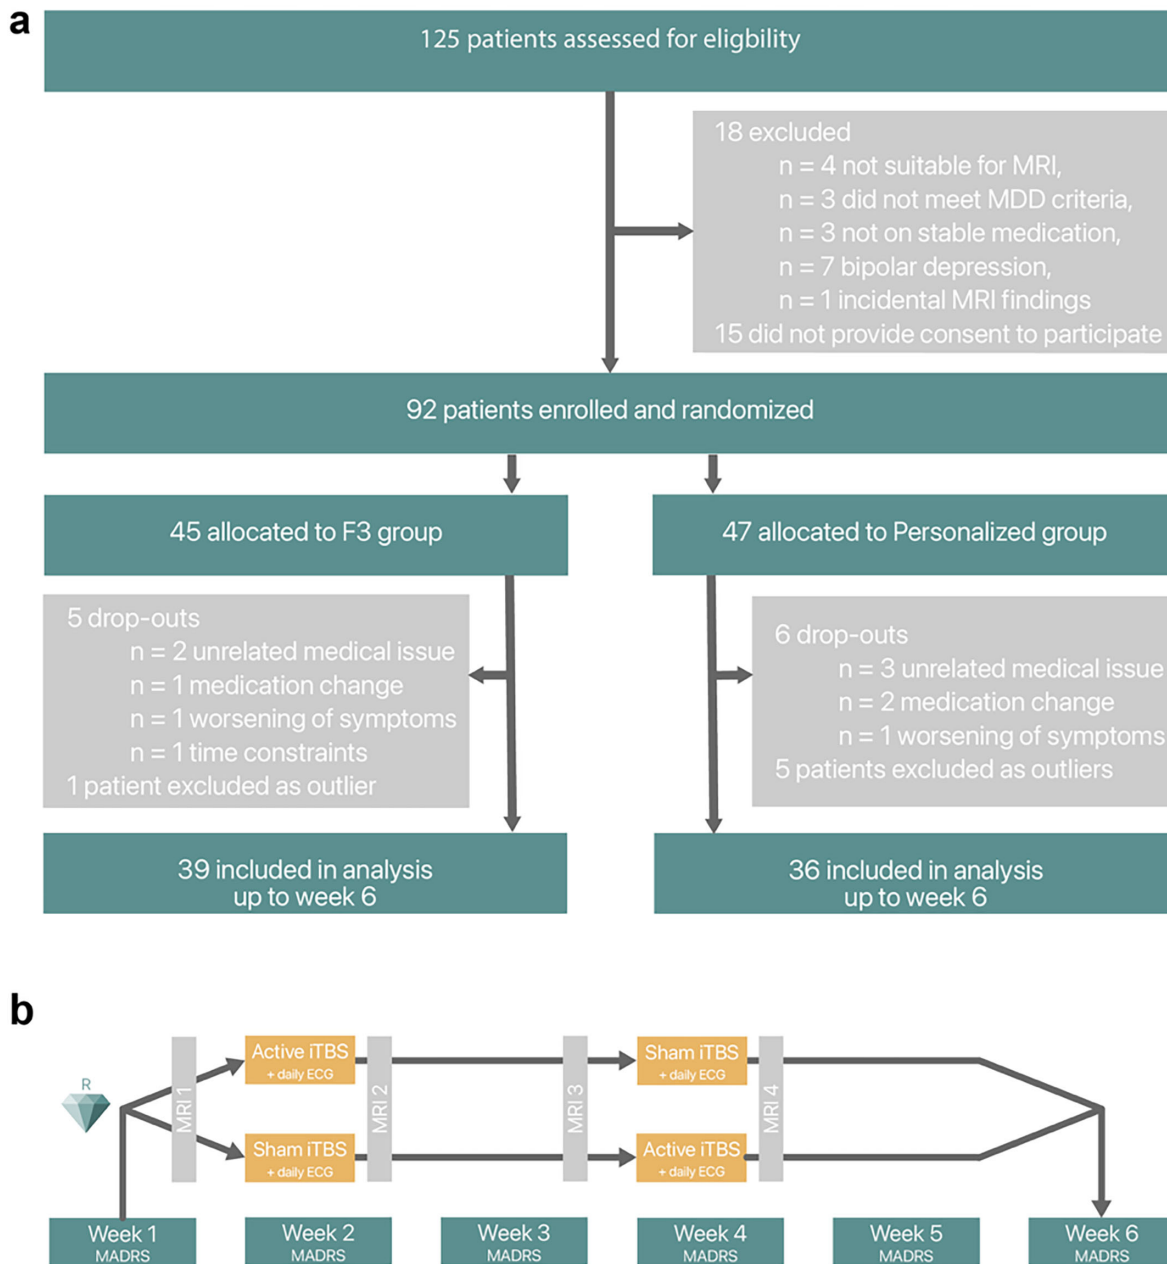 a
125 patients assessed for eligbility
18 excluded
n = 4 not suitable for MRI,
n = 3 did not meet MDD criteria,
n = 3 not on stable medication,
n = 7 bipolar depression,
n = 1 incidental MRI findings
15 did not provide consent to participate
92 patients enrolled and randomized
45 allocated to F3 group
47 allocated to Personalized group
5 drop-outs
n = 2 unrelated medical issue
n = 1 medication change
n = 1 worsening of symptoms
n = 1 time constraints
1 patient excluded as outlier
6 drop-outs
n = 3 unrelated medical issue
n = 2 medication change
n = 1 worsening of symptoms
5 patients excluded as outliers
39 included in analysis
up to week 6
36 included in analysis
up to week 6
b
R
MRI 1
Active iTBS
+ daily ECG
Sham iTBS
+ daily ECG
MRI 2
MRI 3
Sham iTBS
+ daily ECG
Active iTBS
+ daily ECG
MRI 4
Week 1
MADRS
Week 2
MADRS
Week 3
MADRS
Week 4
MADRS
Week 5
MADRS
Week 6
MADRS